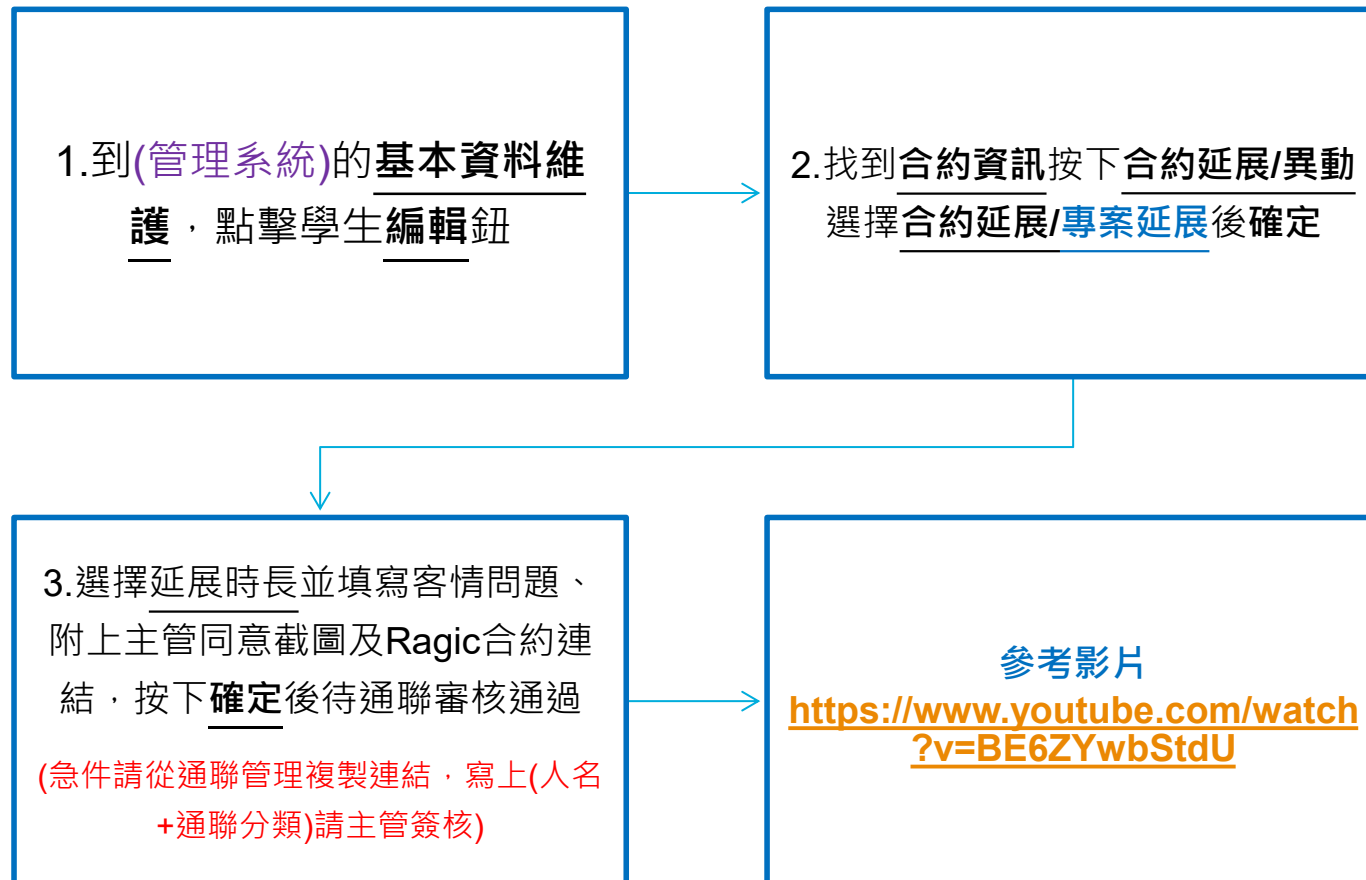 1.到(管理系統)的基本資料維
護，點擊學生編輯鈕
2.找到合約資訊按下合約延展/異動
選擇合約延展/專案延展後確定
3.選擇延展時長並填寫客情問題、
附上主管同意截圖及Ragic合約連
結，按下確定後待通聯審核通過
(急件請從通聯管理複製連結，寫上(人名
+通聯分類)請主管簽核)
參考影片
https://www.youtube.com/watch
?v=BE6ZYwbStdU